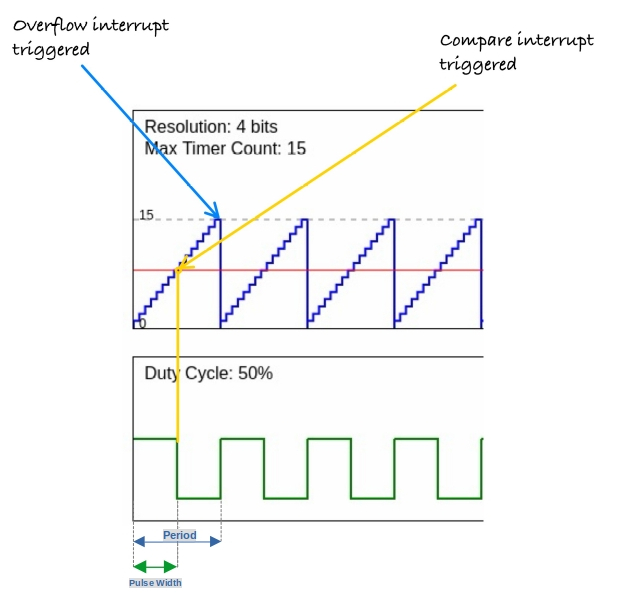 Overflow interrupt
triggered
Compare interrupt
triggered
Resolution: 4 bits
Max Timer Count: 15
15
0
Duty Cycle: 50%
Period
Pulse Width